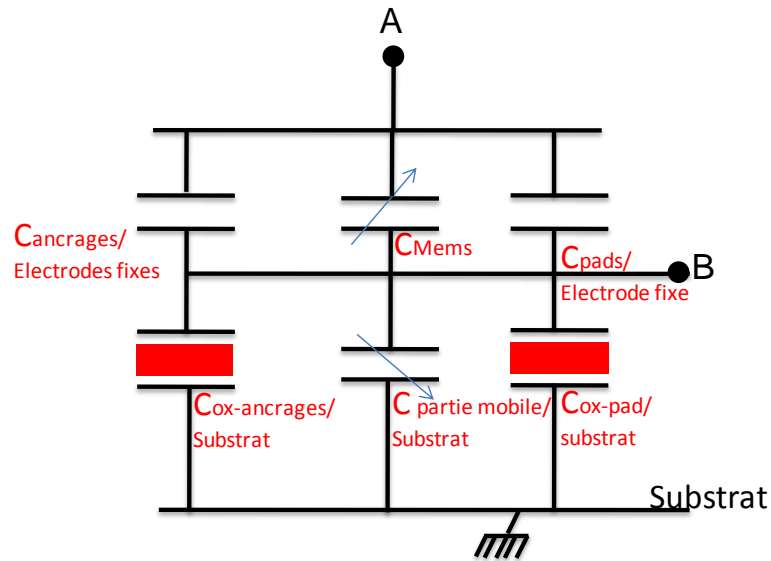 A
Cancrages/
Electrodes fixes
CMems
Cpads/
Electrode fixe
B
Cox-ancrages/
Substrat
C partie mobile/
Substrat
Cox-pad/
substrat
Substrat